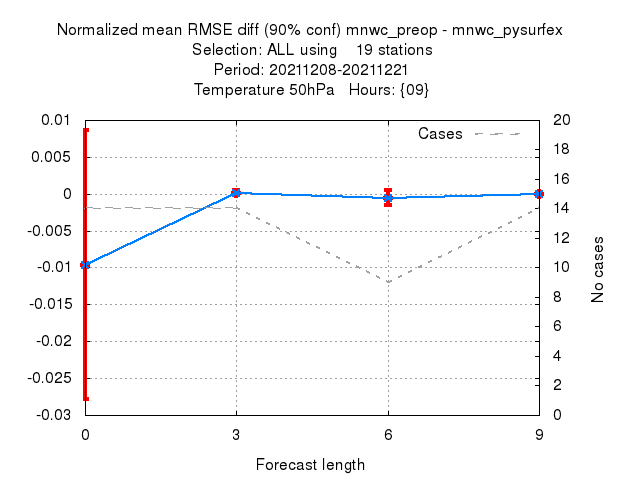 Normalized mean RMSE diff (90% conf) mnwc_preop - mnwc_pysurfex
Selection: ALL using    19 stations
Period: 20211208-20211221
Temperature 50hPa   Hours: {09}
Cases
0.01
0.005
0
-0.005
-0.01
-0.015
-0.02
-0.025
-0.03
20
18
16
14
12
10
8
6
4
2
0
No cases
0 3 6 9
Forecast length